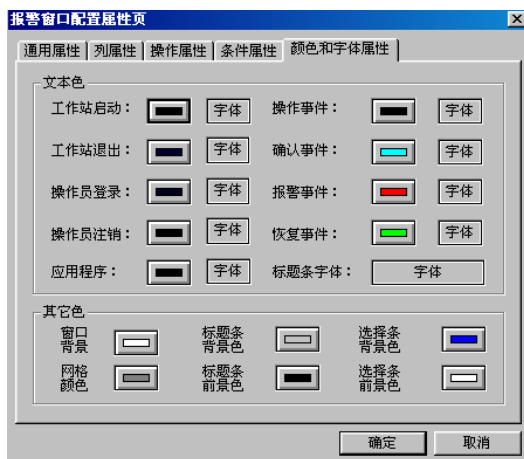 报警窗口配置属性页
通用属性 列属性 操作属性 条件属性 颜色和字体属性
文本色
工作站启动： 字体 操作事件： 字体
工作站退出： 字体 确认事件： 字体
操作员登录： 字体 报警事件： 字体
操作员注销： 字体 恢复事件： 字体
应用程序： 字体 标题条字体： 字体
其它色
窗口背景 标题条背景色 选择条背景色
网格颜色 标题条前景色 选择条前景色
确定 取消